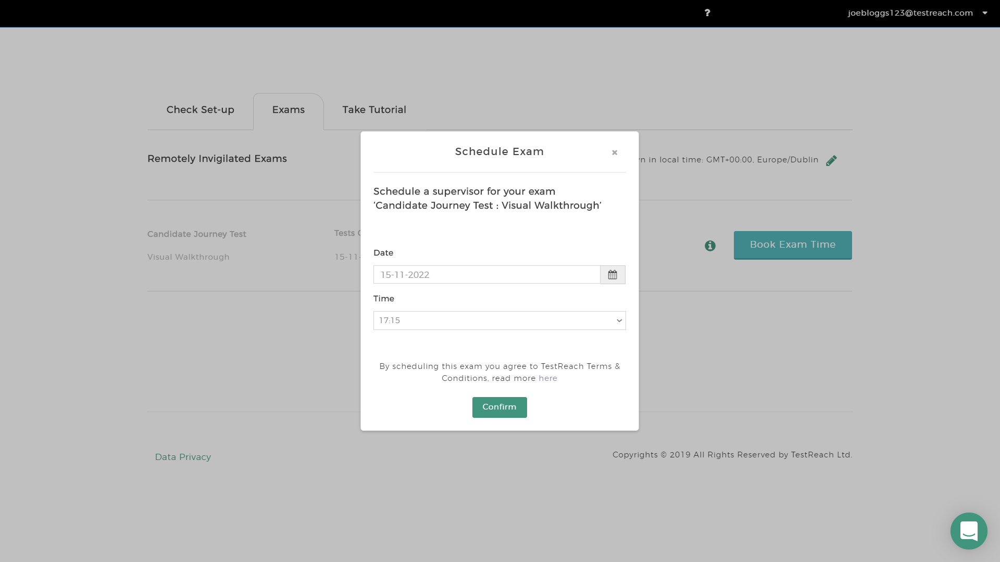 ?
joebloggs123@testreach.com
Check Set-up
Exams
Take Tutorial
Remotely Invigilated Exams
in local time: GMT+00:00, Europe/Dublin
Candidate Journey Test
Tests
Visual Walkthrough
15-11-
Book Exam Time
Schedule Exam
Schedule a supervisor for your exam
‘Candidate Journey Test : Visual Walkthrough’
Date
15-11-2022
Time
17:15
By scheduling this exam you agree to TestReach Terms &
Conditions, read more here
Confirm
Data Privacy
Copyrights © 2019 All Rights Reserved by TestReach Ltd.